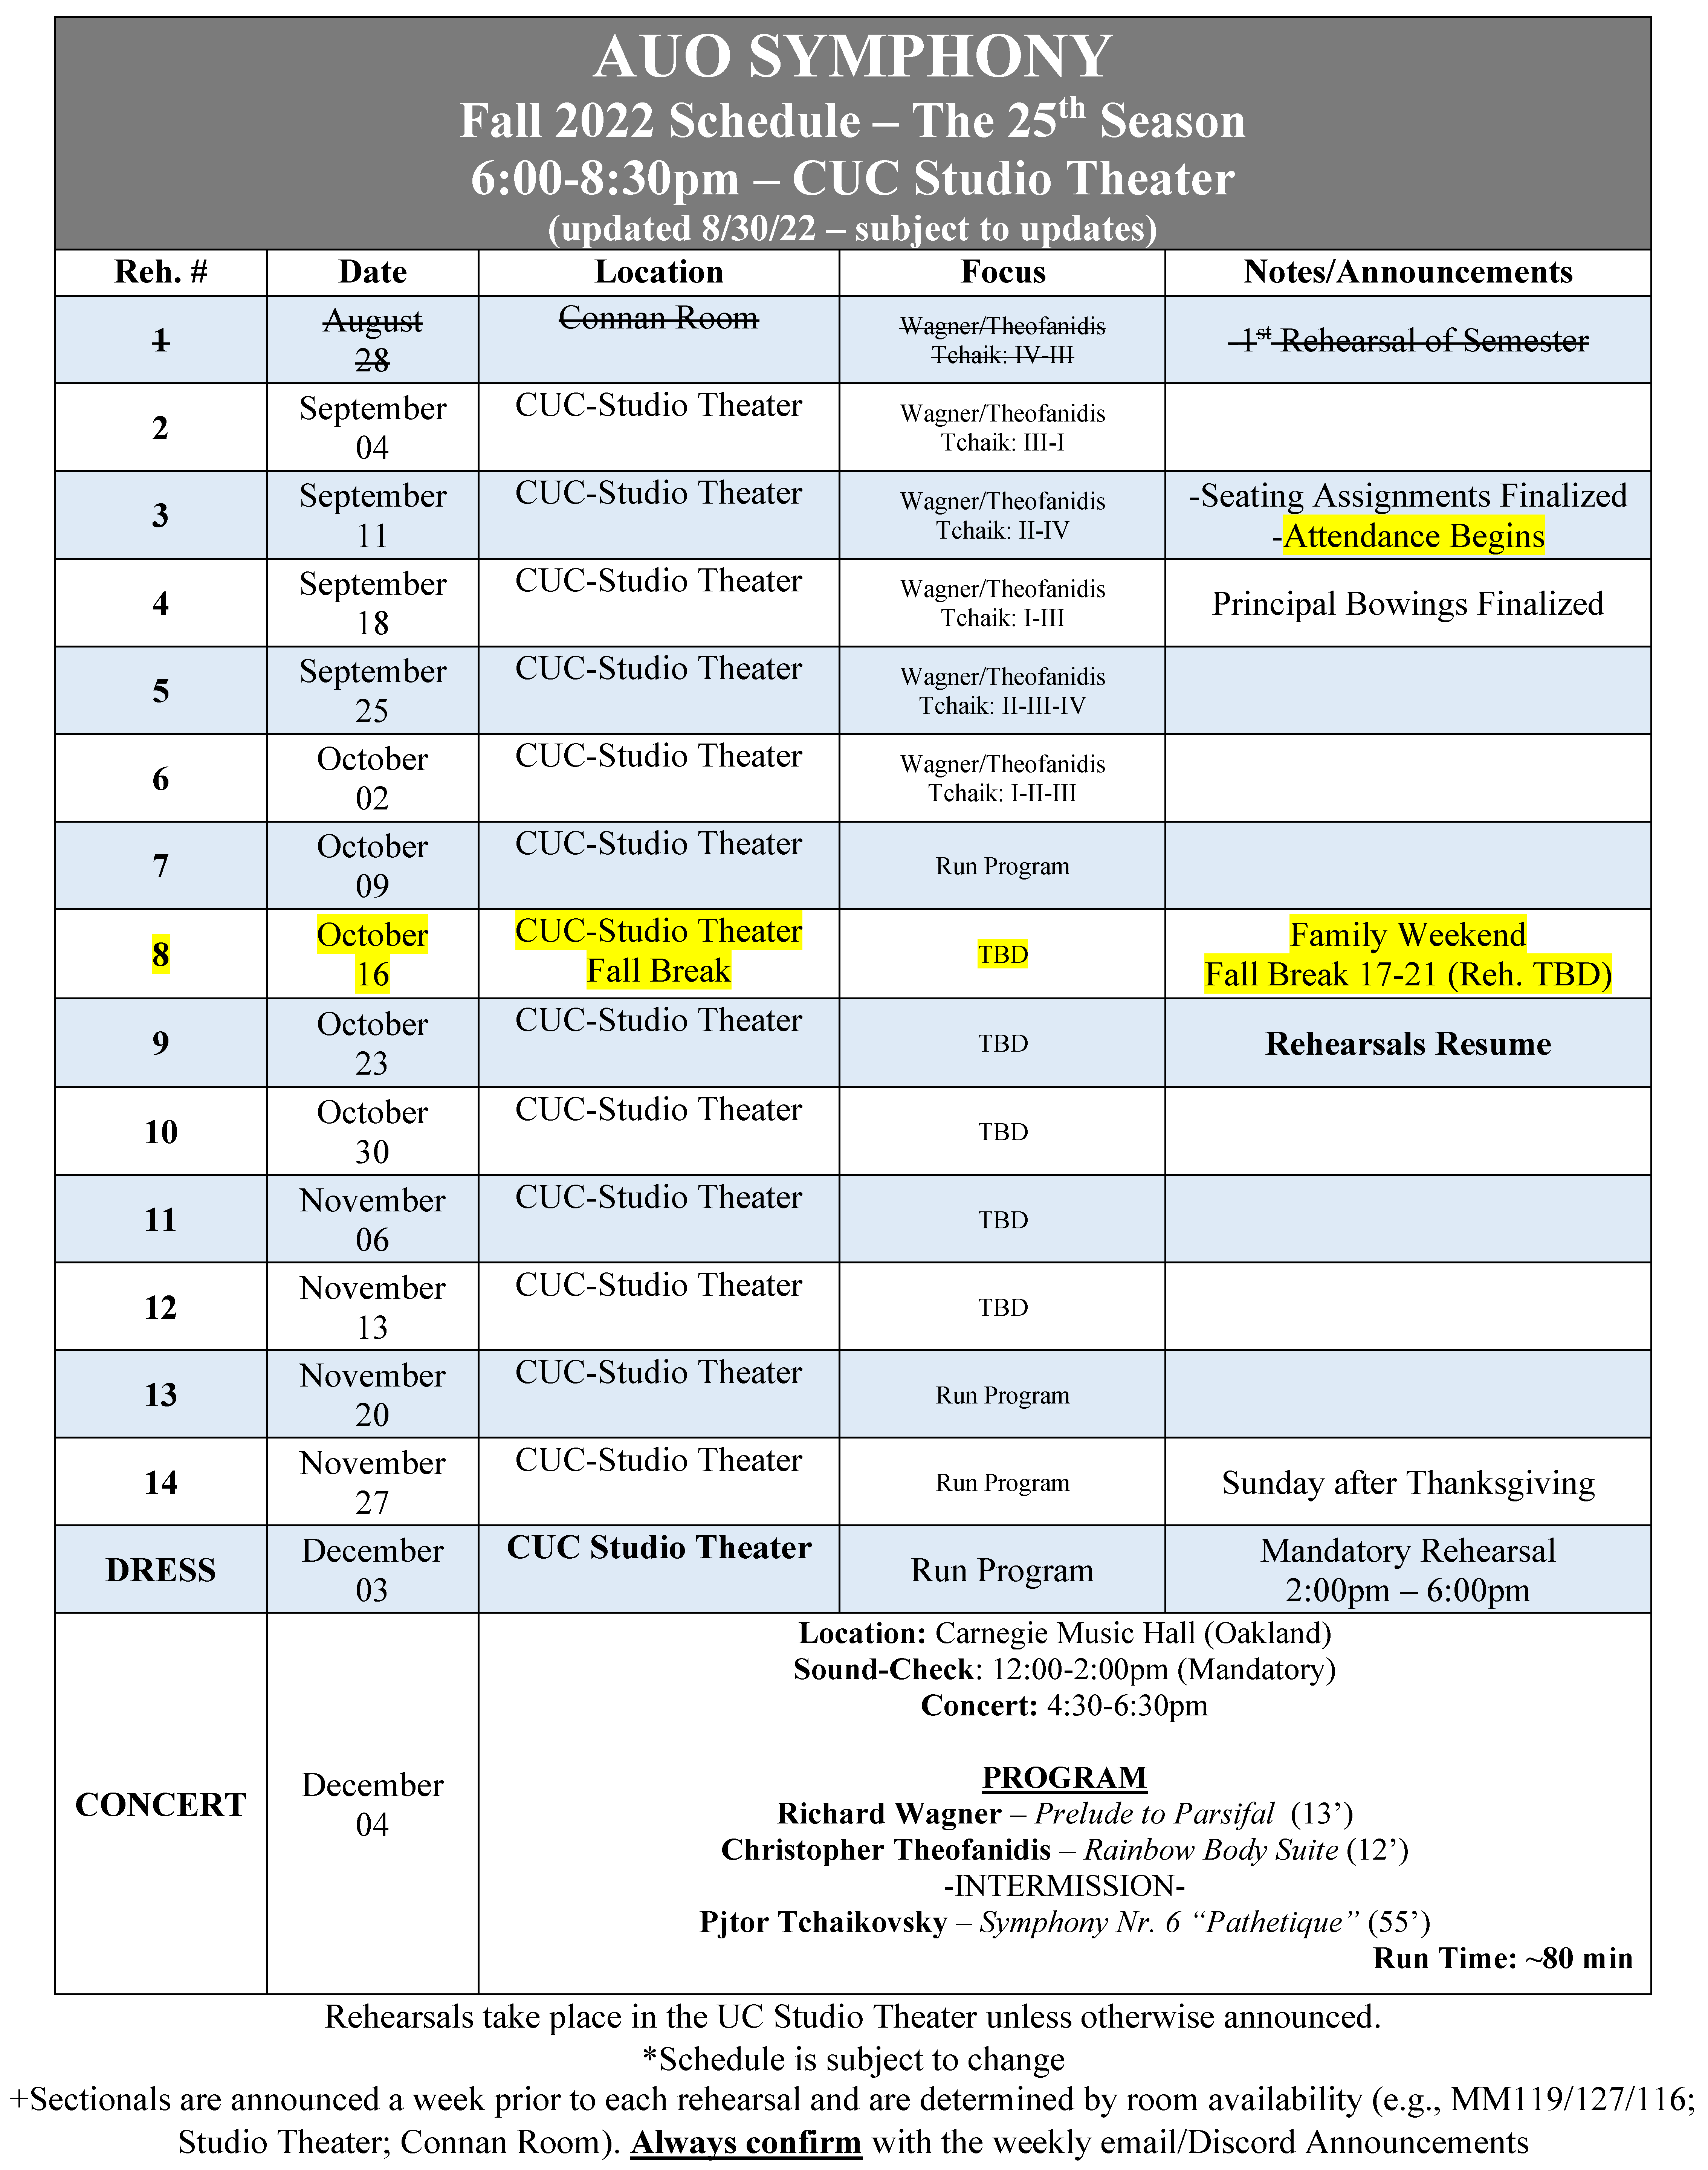 AUO SYMPHONY
Fall 2022 Schedule – The 25th Season
6:00-8:30pm – CUC Studio Theater
(updated 8/30/22 – subject to updates)
Reh. # Date Location Focus Notes/Announcements
1 August 28 Connan Room Wagner/Theofanidis Tchaik: IV-III -1st Rehearsal of Semester
2 September 04 CUC-Studio Theater Wagner/Theofanidis Tchaik: III-I
3 September 11 CUC-Studio Theater Wagner/Theofanidis Tchaik: II-IV -Seating Assignments Finalized -Attendance Begins
4 September 18 CUC-Studio Theater Wagner/Theofanidis Tchaik: I-III Principal Bowings Finalized
5 September 25 CUC-Studio Theater Wagner/Theofanidis Tchaik: II-III-IV
6 October 02 CUC-Studio Theater Wagner/Theofanidis Tchaik: I-II-III
7 October 09 CUC-Studio Theater Run Program
8 October 16 CUC-Studio Theater Fall Break TBD Family Weekend Fall Break 17-21 (Reh. TBD)
9 October 23 CUC-Studio Theater TBD Rehearsals Resume
10 October 30 CUC-Studio Theater TBD
11 November 06 CUC-Studio Theater TBD
12 November 13 CUC-Studio Theater TBD
13 November 20 CUC-Studio Theater Run Program
14 November 27 CUC-Studio Theater Run Program Sunday after Thanksgiving
DRESS December 03 CUC Studio Theater Run Program Mandatory Rehearsal 2:00pm – 6:00pm
CONCERT December 04
Location: Carnegie Music Hall (Oakland)
Sound-Check: 12:00-2:00pm (Mandatory)
Concert: 4:30-6:30pm
PROGRAM
Richard Wagner – Prelude to Parsifal (13’)
Christopher Theofanidis – Rainbow Body Suite (12’)
-INTERMISSION-
Pjtor Tchaikovsky – Symphony Nr. 6 “Pathetique” (55’)
Run Time: ~80 min
Rehearsals take place in the UC Studio Theater unless otherwise announced.
*Schedule is subject to change
+Sectionals are announced a week prior to each rehearsal and are determined by room availability (e.g., MM119/127/116;
Studio Theater; Connan Room). Always confirm with the weekly email/Discord Announcements